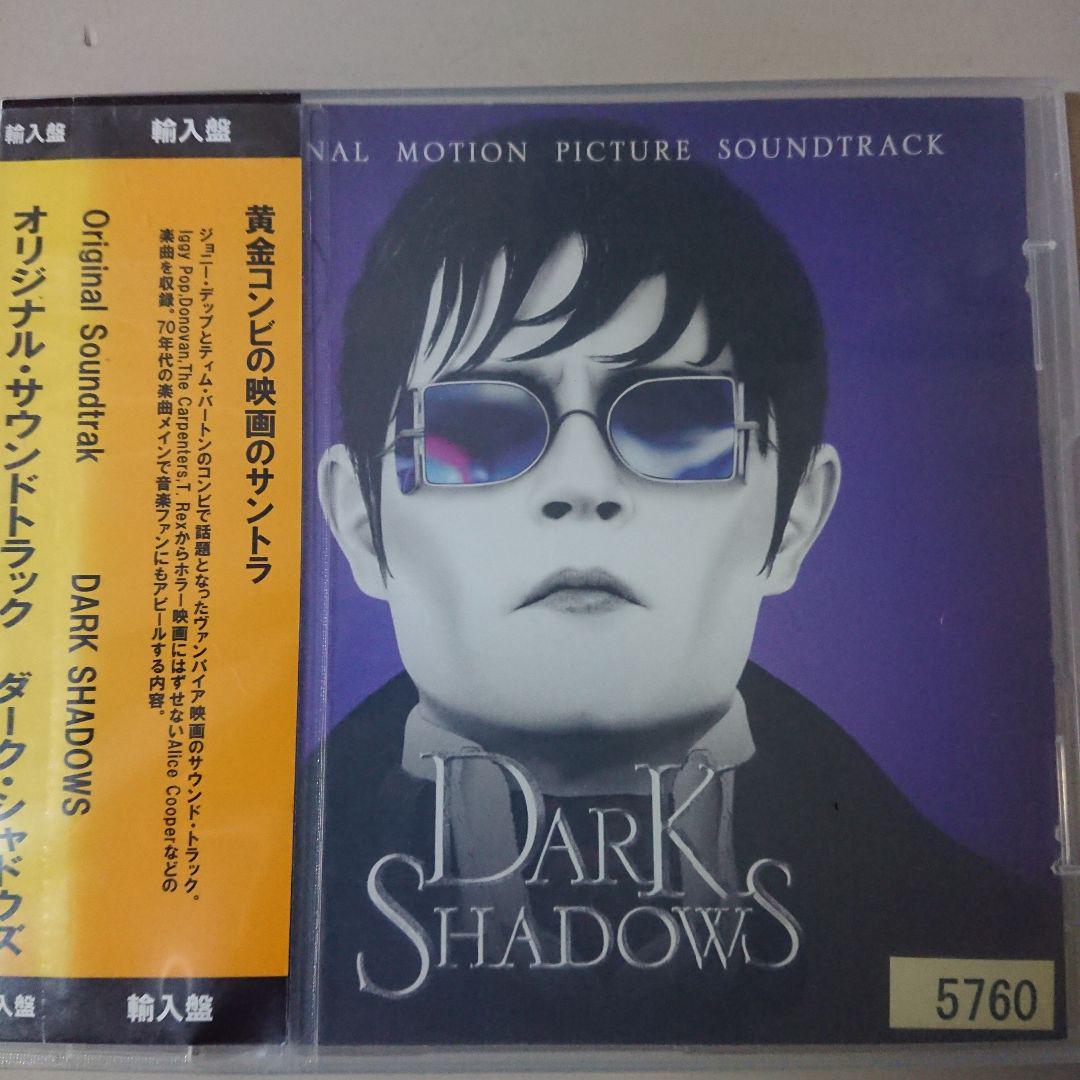 輸入盤
輸入盤
黄金コンビの映画のサントラ
ジョニー・デップとティム・バートンのコンビで話題となったヴァンパイア映画のサウンド・トラック。
Iggy Pop,Donovan,The Carpenters,T. Rexからホラー映画にはずせないAlice Cooperなどの
楽曲を収録。70年代の楽曲メインで音楽ファンにもアピールする内容。
Original Soundtrak DARK SHADOWS
オリジナル・サウンドトラック ダーク・シャドウズ
入盤
輸入盤
NAL MOTION PICTURE SOUNDTRACK
DARK
SHADOWS
5760